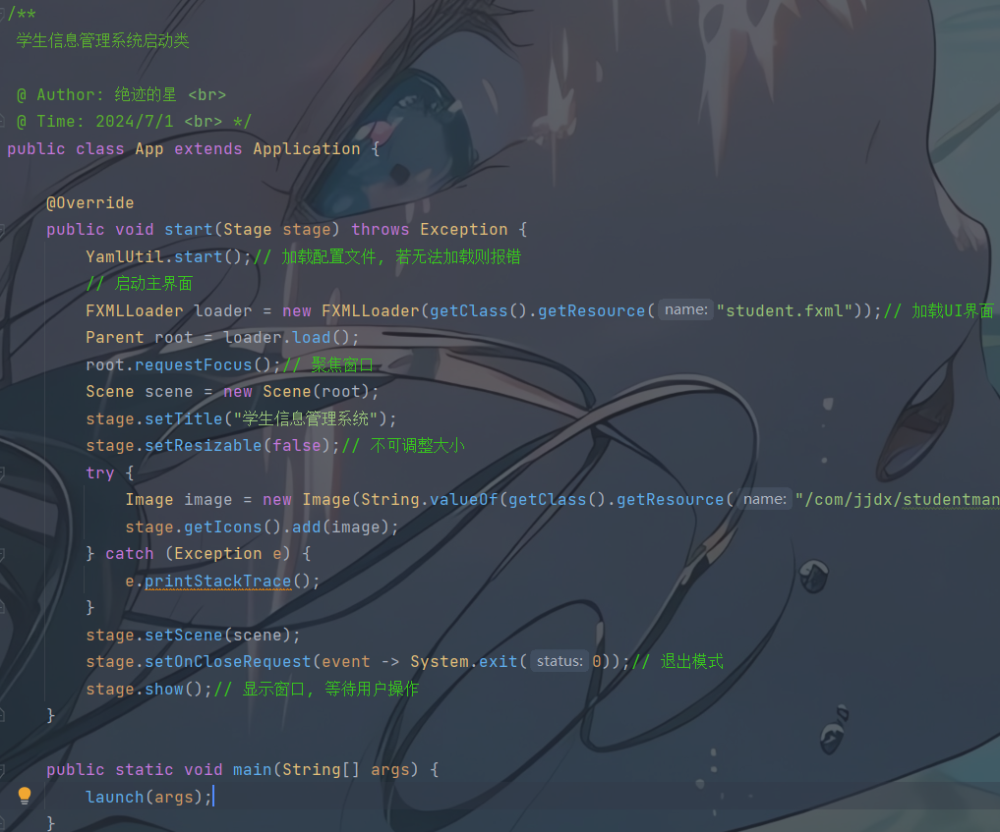 /**
学生信息管理系统启动类
@ Author: 绝迹的星 <br>
@ Time: 2024/7/1 <br> */
public class App extends Application {
@Override
public void start(Stage stage) throws Exception {
YamlUtil.start();// 加载配置文件, 若无法加载则报错
// 启动主界面
FXMLLoader loader = new FXMLLoader(getClass().getResource( name: "student.fxml"));// 加载UI界面
Parent root = loader.load();
root.requestFocus();// 聚焦窗口
Scene scene = new Scene(root);
stage.setTitle("学生信息管理系统");
stage.setResizable(false);// 不可调整大小
try {
Image image = new Image(String.valueOf(getClass().getResource( name: "/com/jjdx/studentman
stage.getIcons().add(image);
} catch (Exception e) {
e.printStackTrace();
}
stage.setScene(scene);
stage.setOnCloseRequest(event -> System.exit( status: 0));// 退出模式
stage.show();// 显示窗口, 等待用户操作
}
public static void main(String[] args) {
launch(args);
}